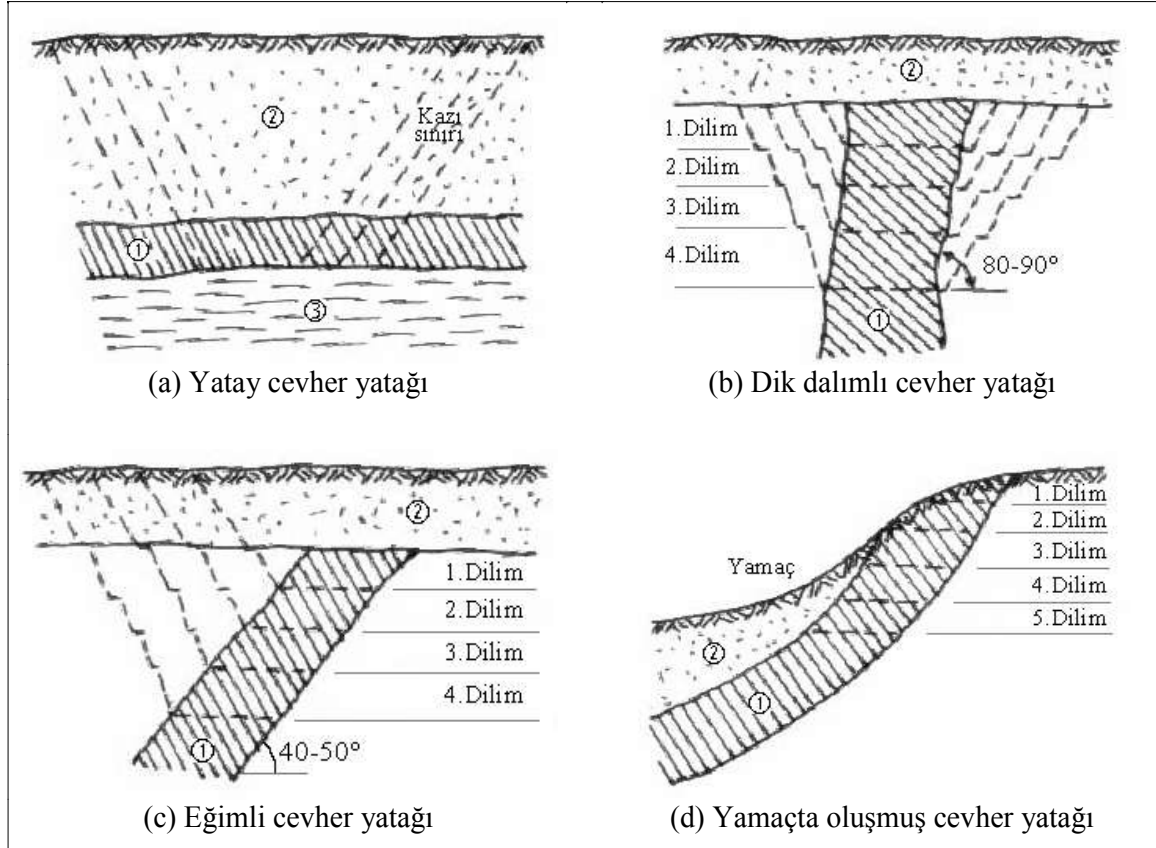 ②
Kazı
sınırı
①
③
(a) Yatay cevher yatağı
②
1.Dilim
2.Dilim
3.Dilim
4.Dilim
80-90°
①
(b) Dik dalımlı cevher yatağı
②
1.Dilim
2.Dilim
3.Dilim
4.Dilim
①
40-50°
(c) Eğimli cevher yatağı
1.Dilim
2.Dilim
3.Dilim
4.Dilim
5.Dilim
Yamaç
②
①
(d) Yamaçta oluşmuş cevher yatağı